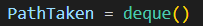 PathTaken = deque()